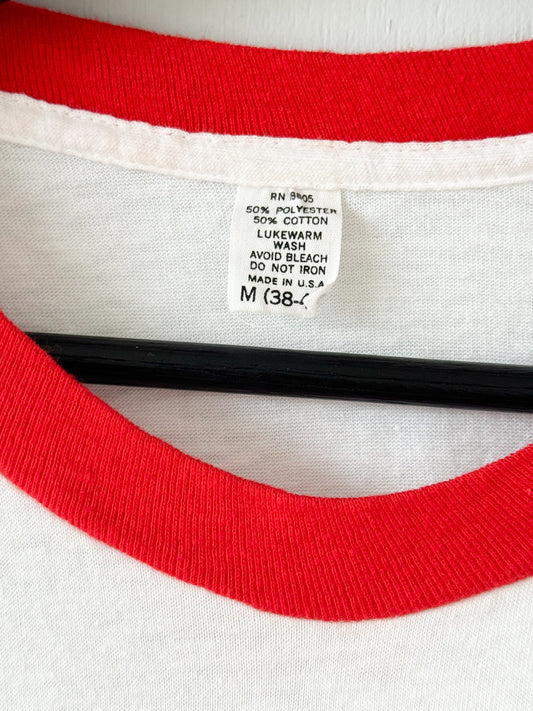 RN
50% POLYESTER
50% COTTON
LUKEWARM
WASH
AVOID BLEACH
DO NOT IRON
MADE IN U.S.A
M (38-